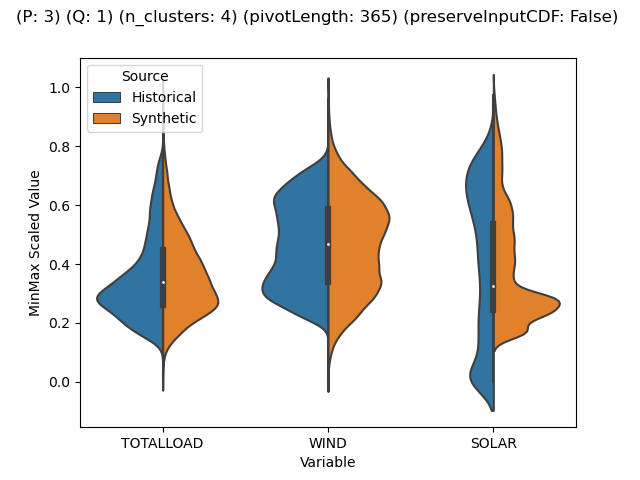 (P: 3) (Q: 1) (n_clusters: 4) (pivotLength: 365) (preserveInputCDF: False)
Source
Historical
Synthetic
1.0
0.8
0.6
0.4
0.2
0.0
MinMax Scaled Value
TOTALLOAD WIND SOLAR
Variable